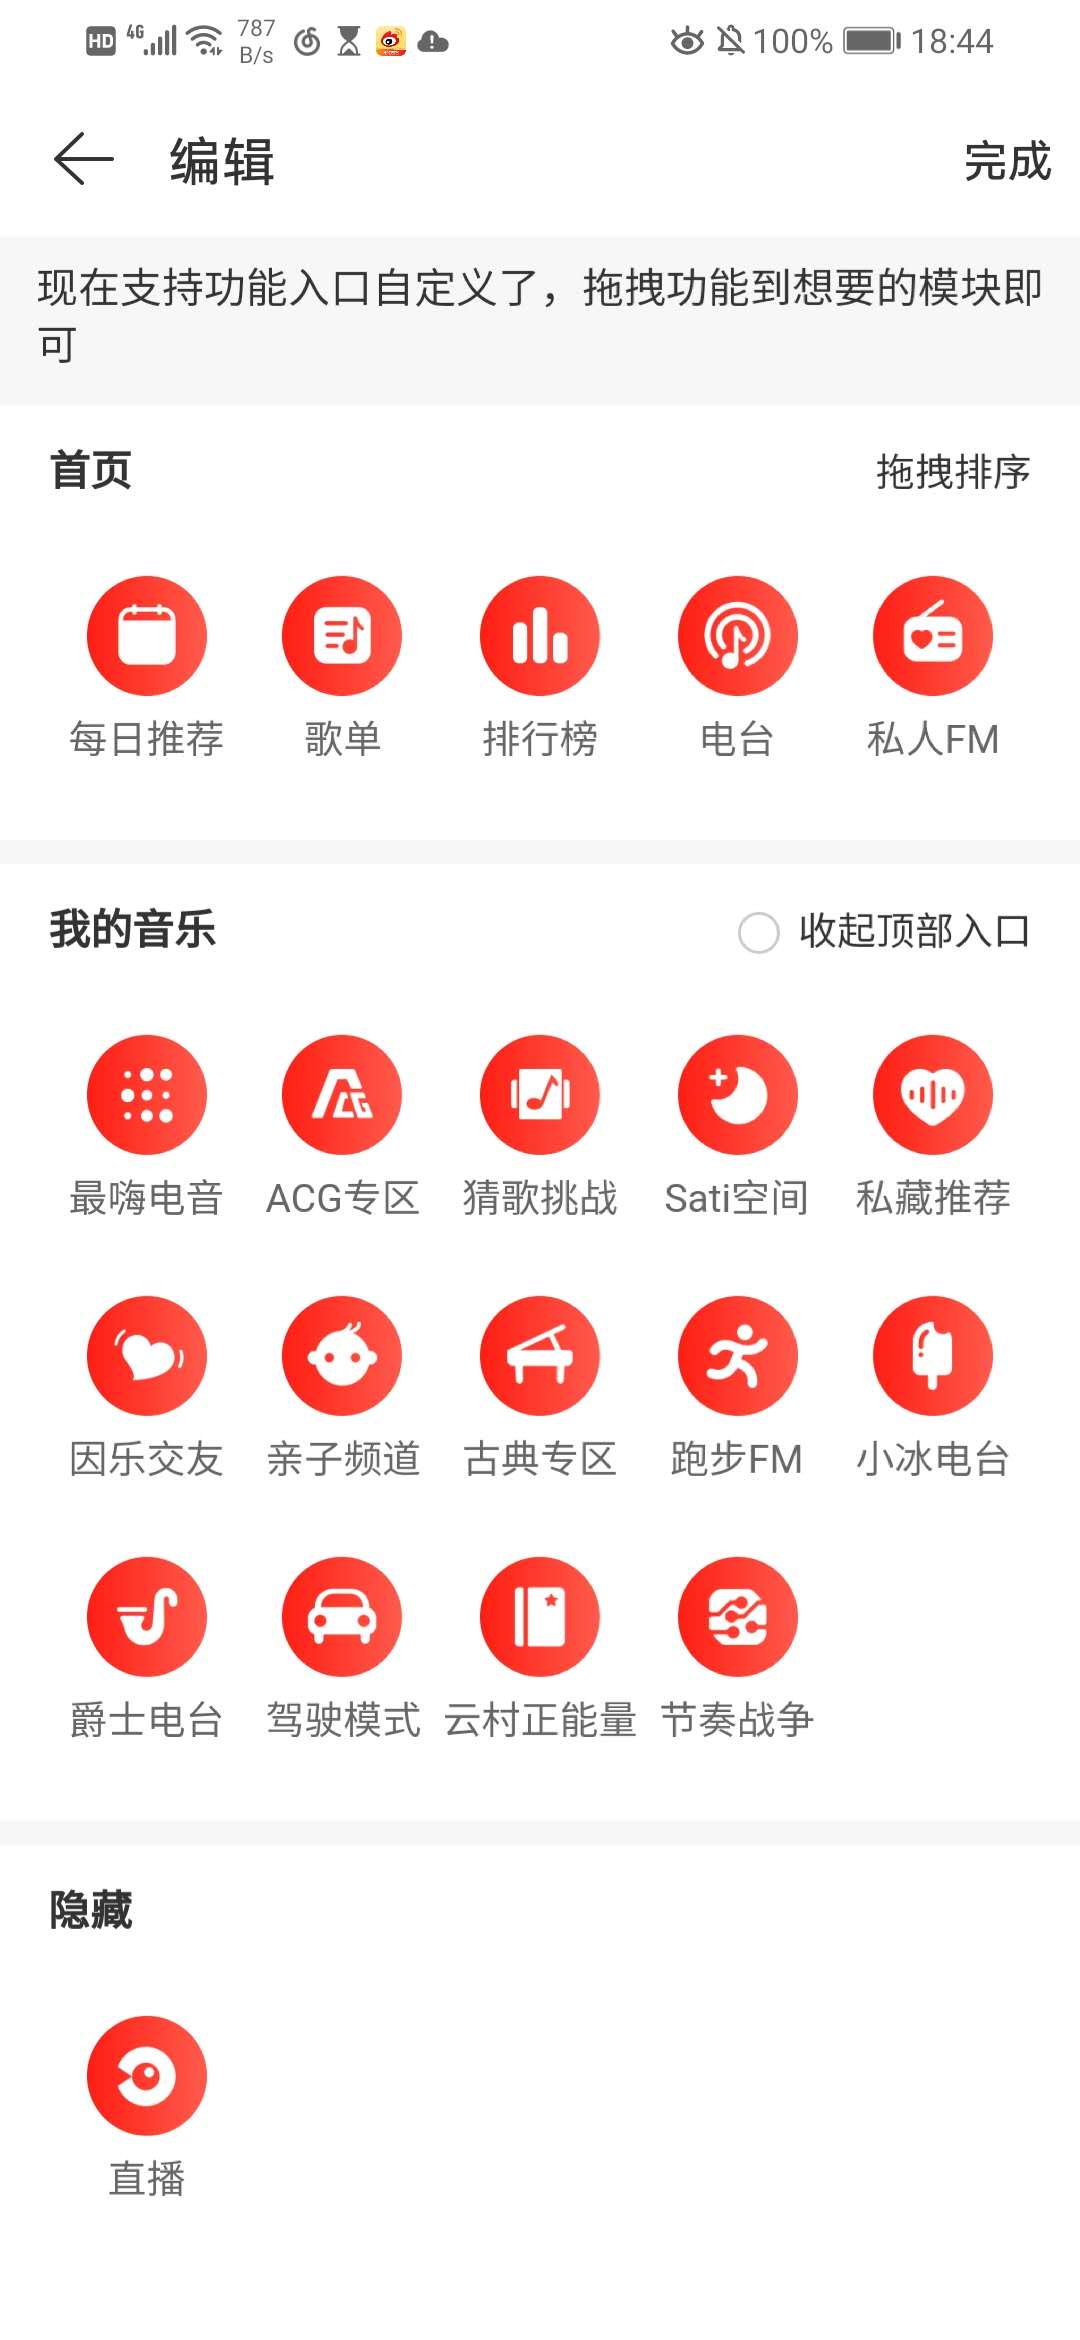 HD 4G 787 B/s 100% 18:44
编辑 完成
现在支持功能入口自定义了，拖拽功能到想要的模块即
可
首页 拖拽排序
每日推荐 歌单 排行榜 电台 私人FM
我的音乐 收起顶部入口
ACG
最嗨电音 ACG专区 猜歌挑战 Sati空间 私藏推荐
因乐交友 亲子频道 古典专区 跑步FM 小冰电台
爵士电台 驾驶模式 云村正能量 节奏战争
隐藏
直播